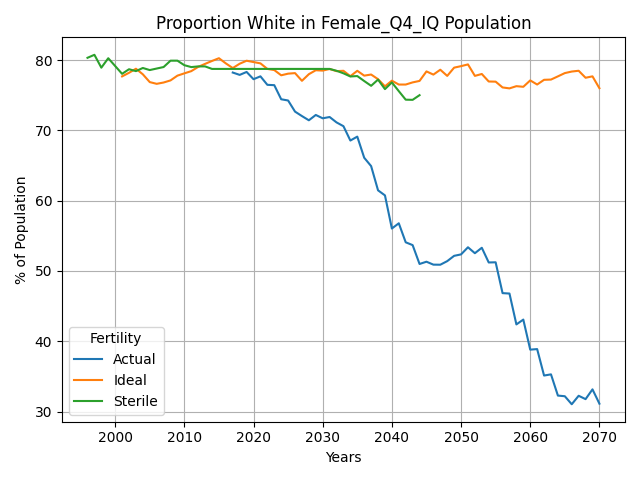 Proportion White in Female_Q4_IQ Population
% of Population
80
70
60
50
40
30
Fertility
Actual
Ideal
Sterile
2000
2010
2020
2030
2040
2050
2060
2070
Years